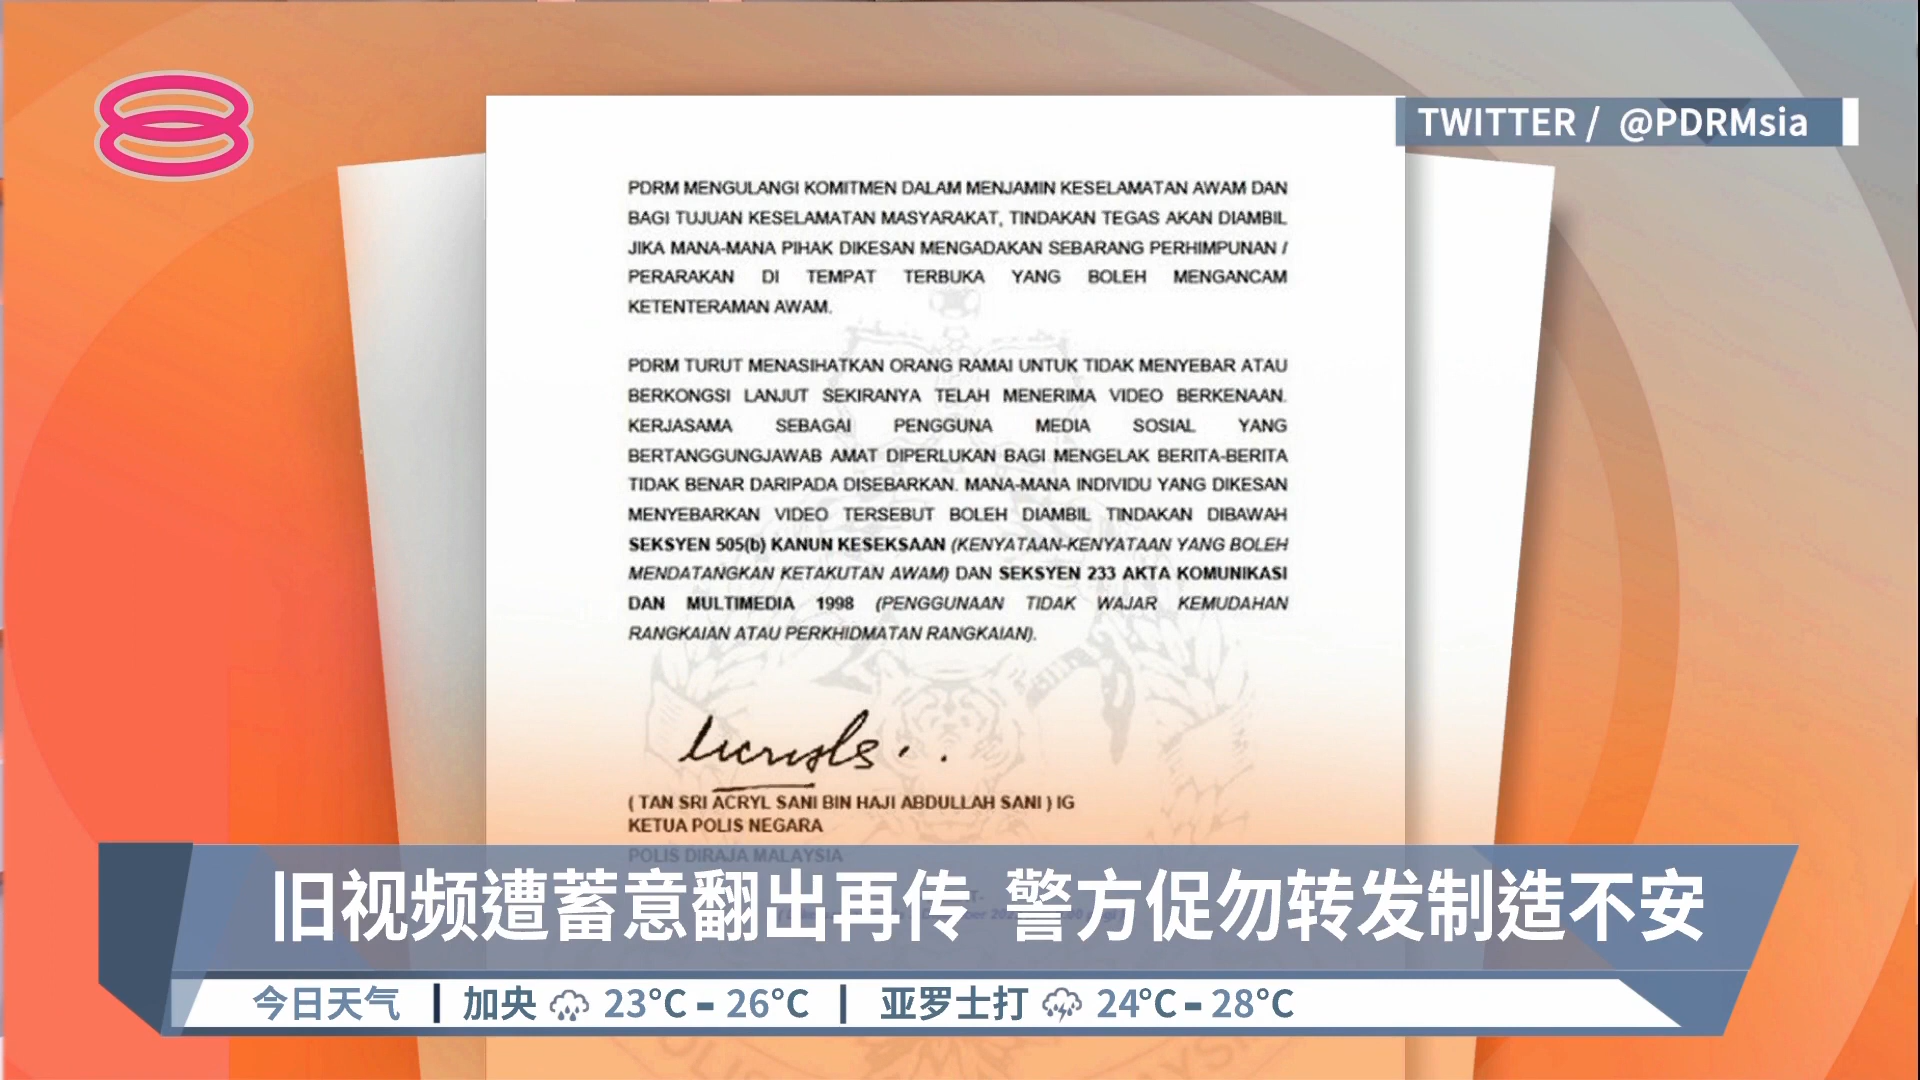 TWITTER / @PDRMsia
PDRM MENGULANGI KOMITMEN DALAM MENJAMIN KESELAMATAN AWAM DAN
BAGI TUJUAN KESELAMATAN MASYARAKAT, TINDAKAN TEGAS AKAN DIAMBIL
JIKA MANA-MANA PIHAK DIKESAN MENGADAKAN SEBARANG PERHIMPUNAN /
PERARAKAN DI TEMPAT TERBUKA YANG BOLEH MENGANCAM
KETENTERAMAN AWAM.
PDRM TURUT MENASIHATKAN ORANG RAMAI UNTUK TIDAK MENYEBAR ATAU
BERKONGSI LANJUT SEKIRANYA TELAH MENERIMA VIDEO BERKENAAN.
KERJASAMA SEBAGAI PENGGUNA MEDIA SOSIAL YANG
BERTANGGUNGJAWAB AMAT DIPERLUKAN BAGI MENGELAK BERITA-BERITA
TIDAK BENAR DARIPADA DISEBARKAN. MANA-MANA INDIVIDU YANG DIKESAN
MENYEBARKAN VIDEO TERSEBUT BOLEH DIAMBIL TINDAKAN DIBAWAH
SEKSYEN 505(b) KANUN KESEKSAAN (KENYATAAN-KENYATAAN YANG BOLEH
MENDATANGKAN KETAKUTAN AWAM) DAN SEKSYEN 233 AKTA KOMUNIKASI
DAN MULTIMEDIA 1998 (PENGGUNAAN TIDAK WAJAR KEMUDAHAN
RANGKAIAN ATAU PERKHIDMATAN RANGKAIAN).
( TAN SRI ACRYL SANI BIN HAJI ABDULLAH SANI ) IG
KETUA POLIS NEGARA
POLIS DIRAJA MALAYSIA
旧视频遭蓄意翻出再传 警方促勿转发制造不安
今日天气 | 加央 23°C - 26°C | 亚罗士打 24°C - 28°C